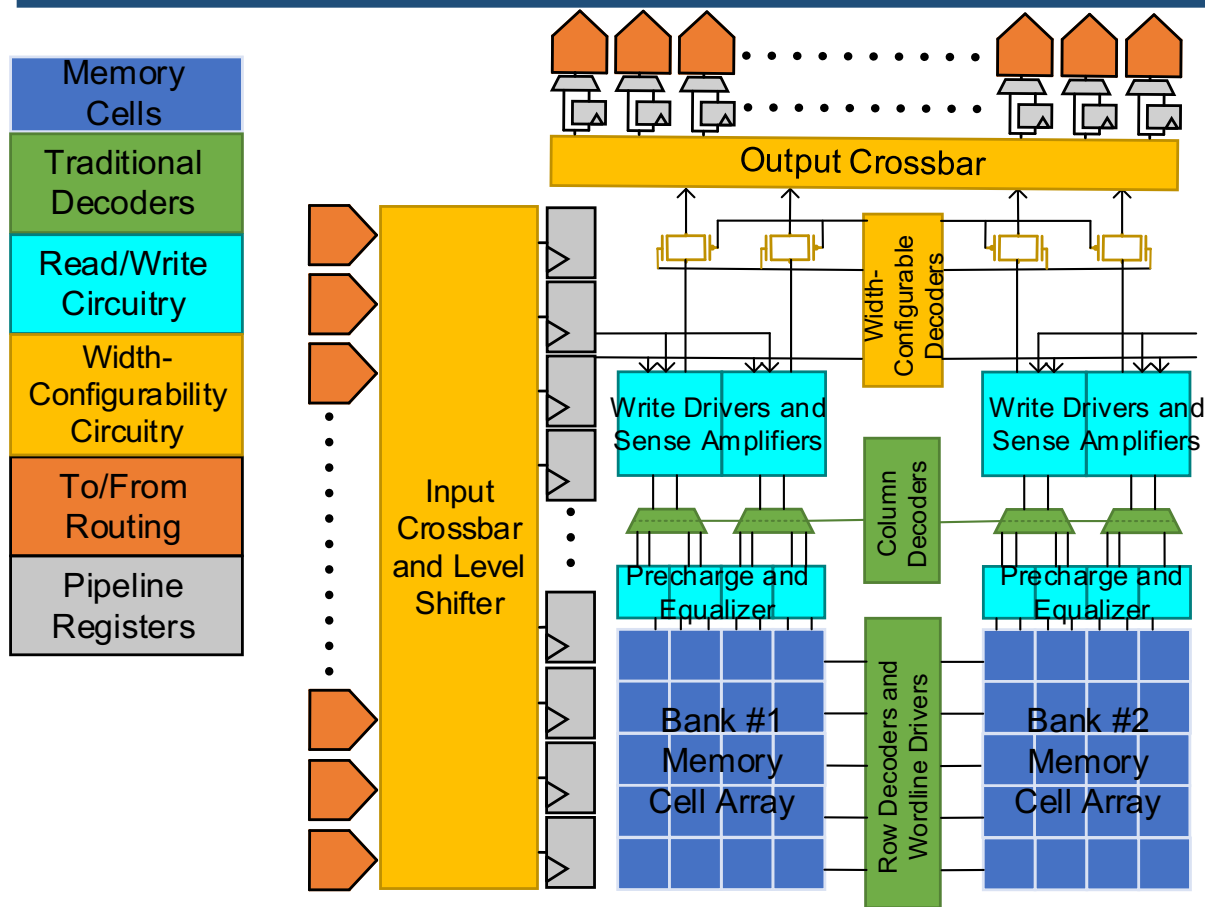 Memory
Cells
Traditional
Decoders
Read/Write
Circuitry
Width-
Configurability
Circuitry
To/From
Routing
Pipeline
Registers
Output Crossbar
Input
Crossbar
and Level
Shifter
Width-
Configurable
Decoders
Write Drivers and
Sense Amplifiers
Write Drivers and
Sense Amplifiers
Column
Decoders
Precharge and
Equalizer
Precharge and
Equalizer
Bank #1
Memory
Cell Array
Row Decoders and
Wordline Drivers
Bank #2
Memory
Cell Array